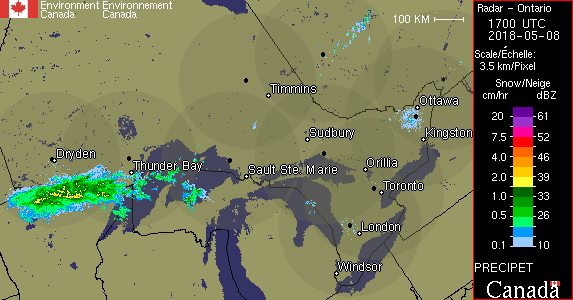 Environment Environnement
Canada Canada
100 KM
Timmins
Ottawa
Sudbury
Kingston
Dryden
Thunder Bay
Sault Ste. Marie
Orillia
Toronto
London
Windsor
Radar - Ontario
1700 UTC
2018-05-08
Scale/Échelle:
3.5 km/Pixel
Snow/Neige
cm/hr dBZ
20 61
7.5 52
4.0 46
2.0 39
1.0 33
0.5 26
0.1 10
PRECIPET
Canada